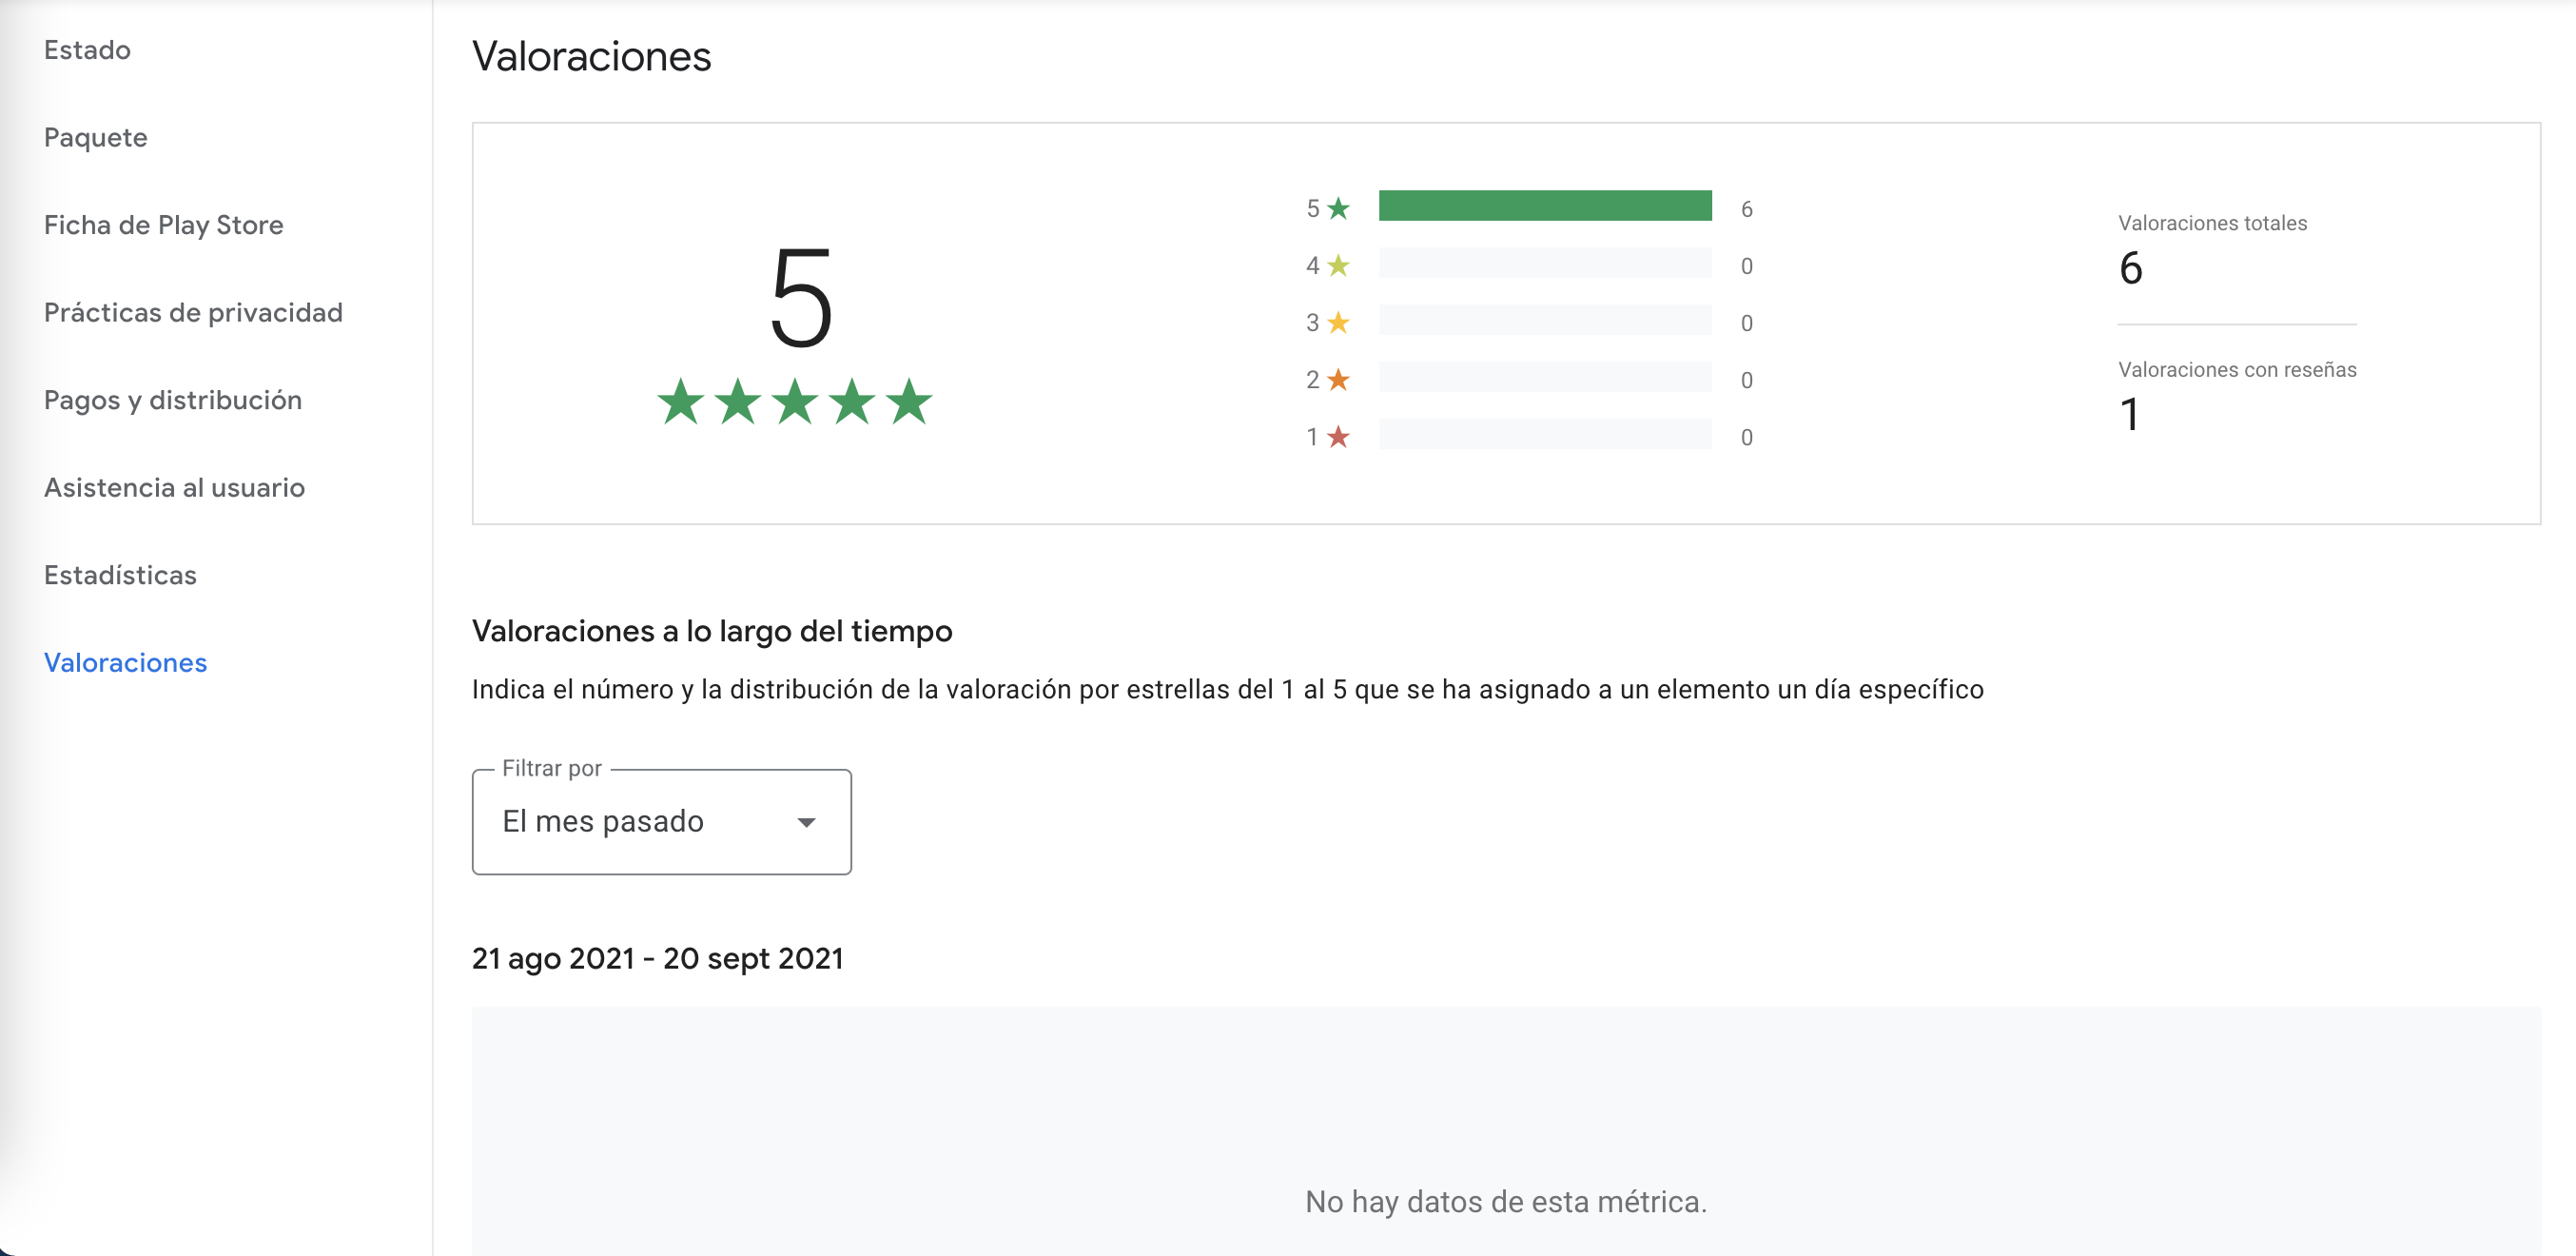 Estado
Paquete
Ficha de Play Store
Prácticas de privacidad
Pagos y distribución
Asistencia al usuario
Estadísticas
Valoraciones
Valoraciones
5
5 6
4 0
3 0
2 0
1 0
Valoraciones totales
6
Valoraciones con reseñas
1
Valoraciones a lo largo del tiempo
Indica el número y la distribución de la valoración por estrellas del 1 al 5 que se ha asignado a un elemento un día específico
Filtrar por
El mes pasado
21 ago 2021 - 20 sept 2021
No hay datos de esta métrica.